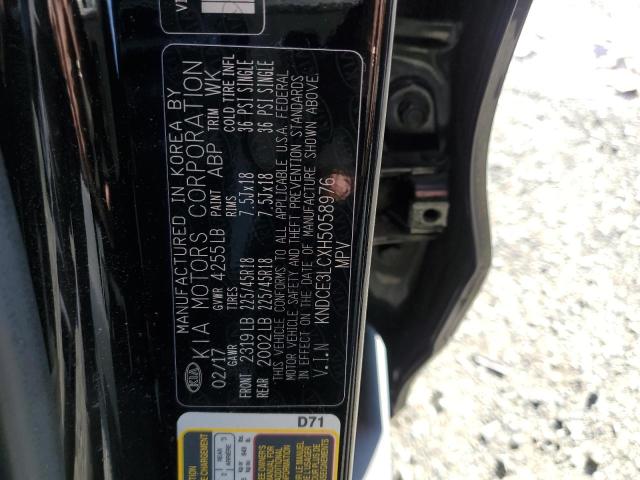 MANUFACTURED IN KOREA BY
KIA MOTORS CORPORATION
02/17 GVWR 4255LB PAINT ABP TRIM WK
GAWR TIRES RIMS COLD TIRE INFL
FRONT 2319LB 225/45R18 7.5Jx18 36 PSI SINGLE
REAR 2002LB 225/45R18 7.5Jx18 36 PSI SINGLE
THIS VEHICLE CONFORMS TO ALL APPLICABLE U.S.A. FEDERAL
MOTOR VEHICLE SAFETY AND THEFT PREVENTION STANDARDS
IN EFFECT ON THE DATE OF MANUFACTURE SHOWN ABOVE.
V.I.N KNDCE3LCXH5058976
MPV
KIA
D71